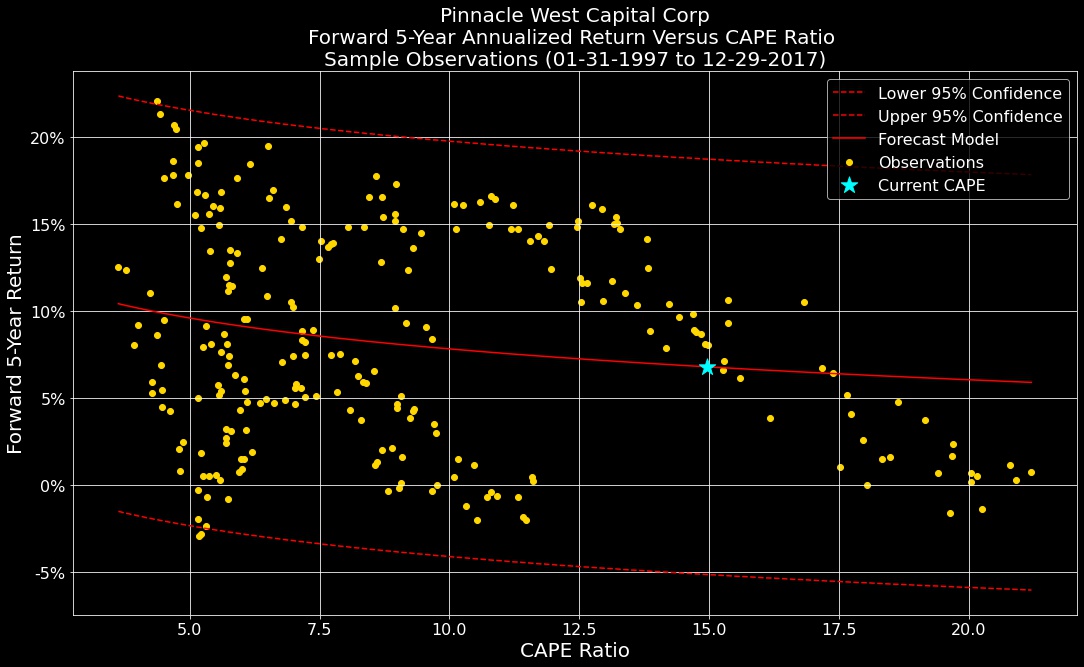 Pinnacle West Capital Corp
Forward 5-Year Annualized Return Versus CAPE Ratio
Sample Observations (01-31-1997 to 12-29-2017)
Lower 95% Confidence
Upper 95% Confidence
Forecast Model
Observations
Current CAPE
Forward 5-Year Return
20%
15%
10%
5%
0%
-5%
5.0 7.5 10.0 12.5 15.0 17.5 20.0
CAPE Ratio